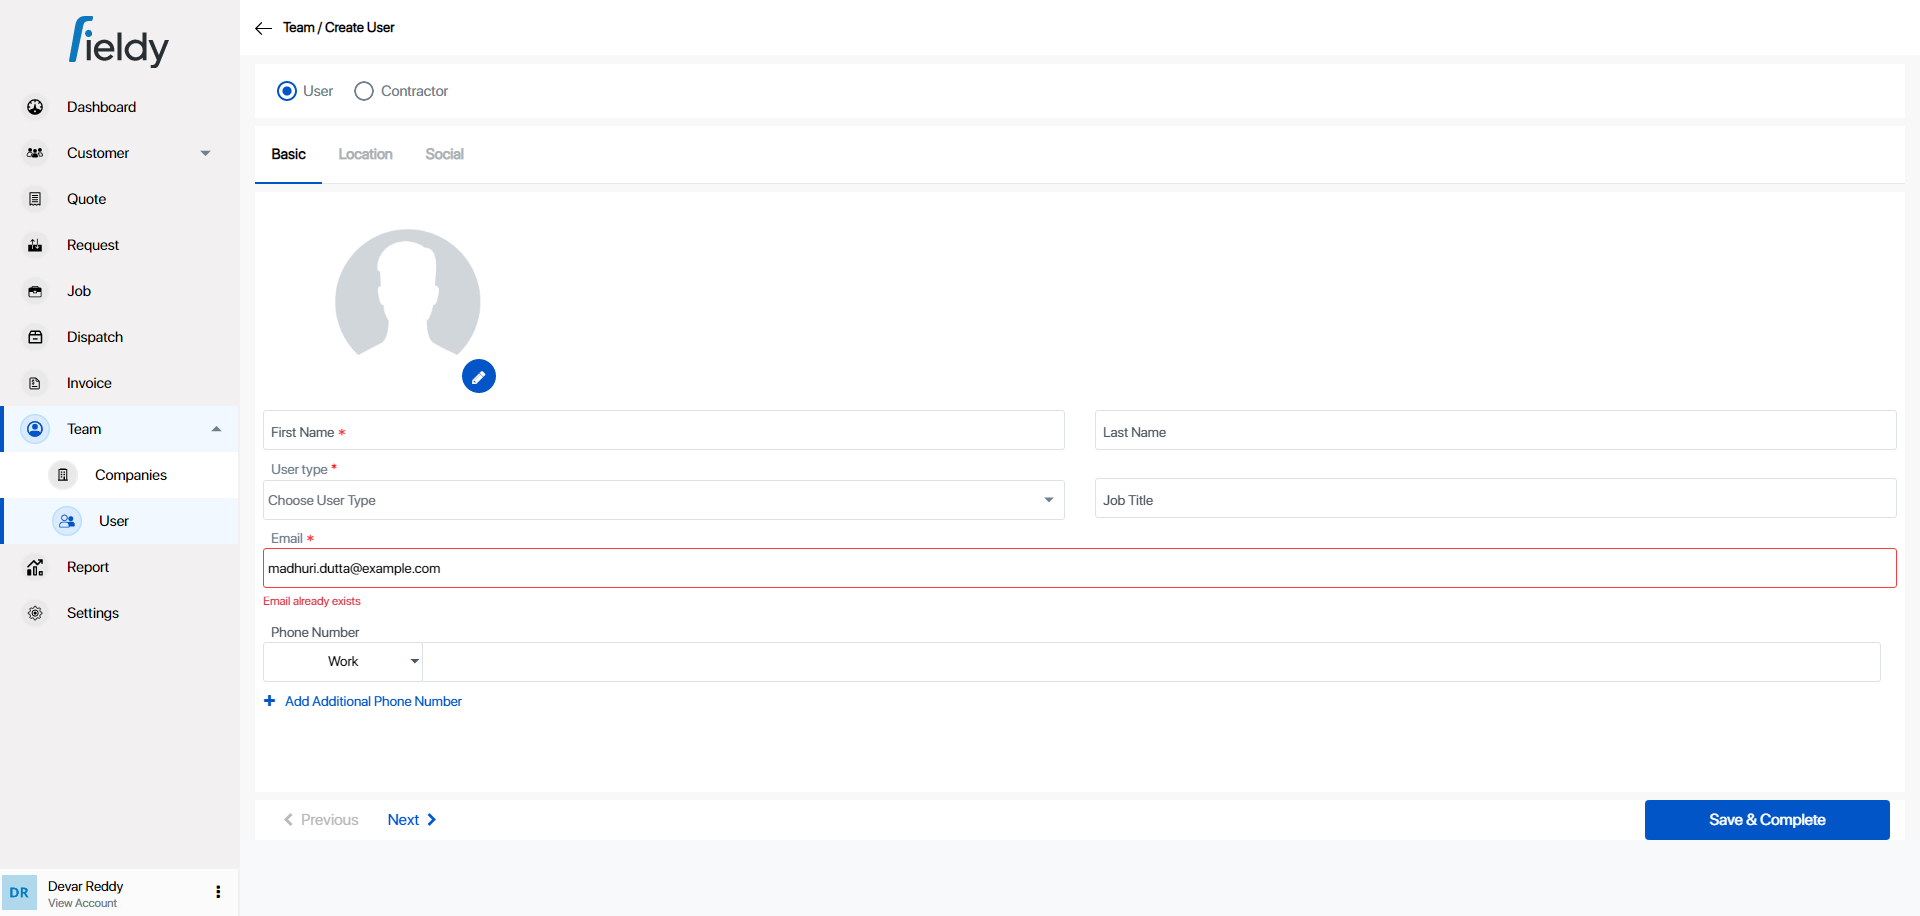 fieldy
Dashboard
Customer
Quote
Request
Job
Dispatch
Invoice
Team
Companies
User
Report
Settings
DR
Devar Reddy
View Account
Team / Create User
User
Contractor
Basic
Location
Social
First Name *
Last Name
User type *
Choose User Type
Job Title
Email *
madhuri.dutta@example.com
Email already exists
Phone Number
Work
Add Additional Phone Number
Previous
Next
Save & Complete